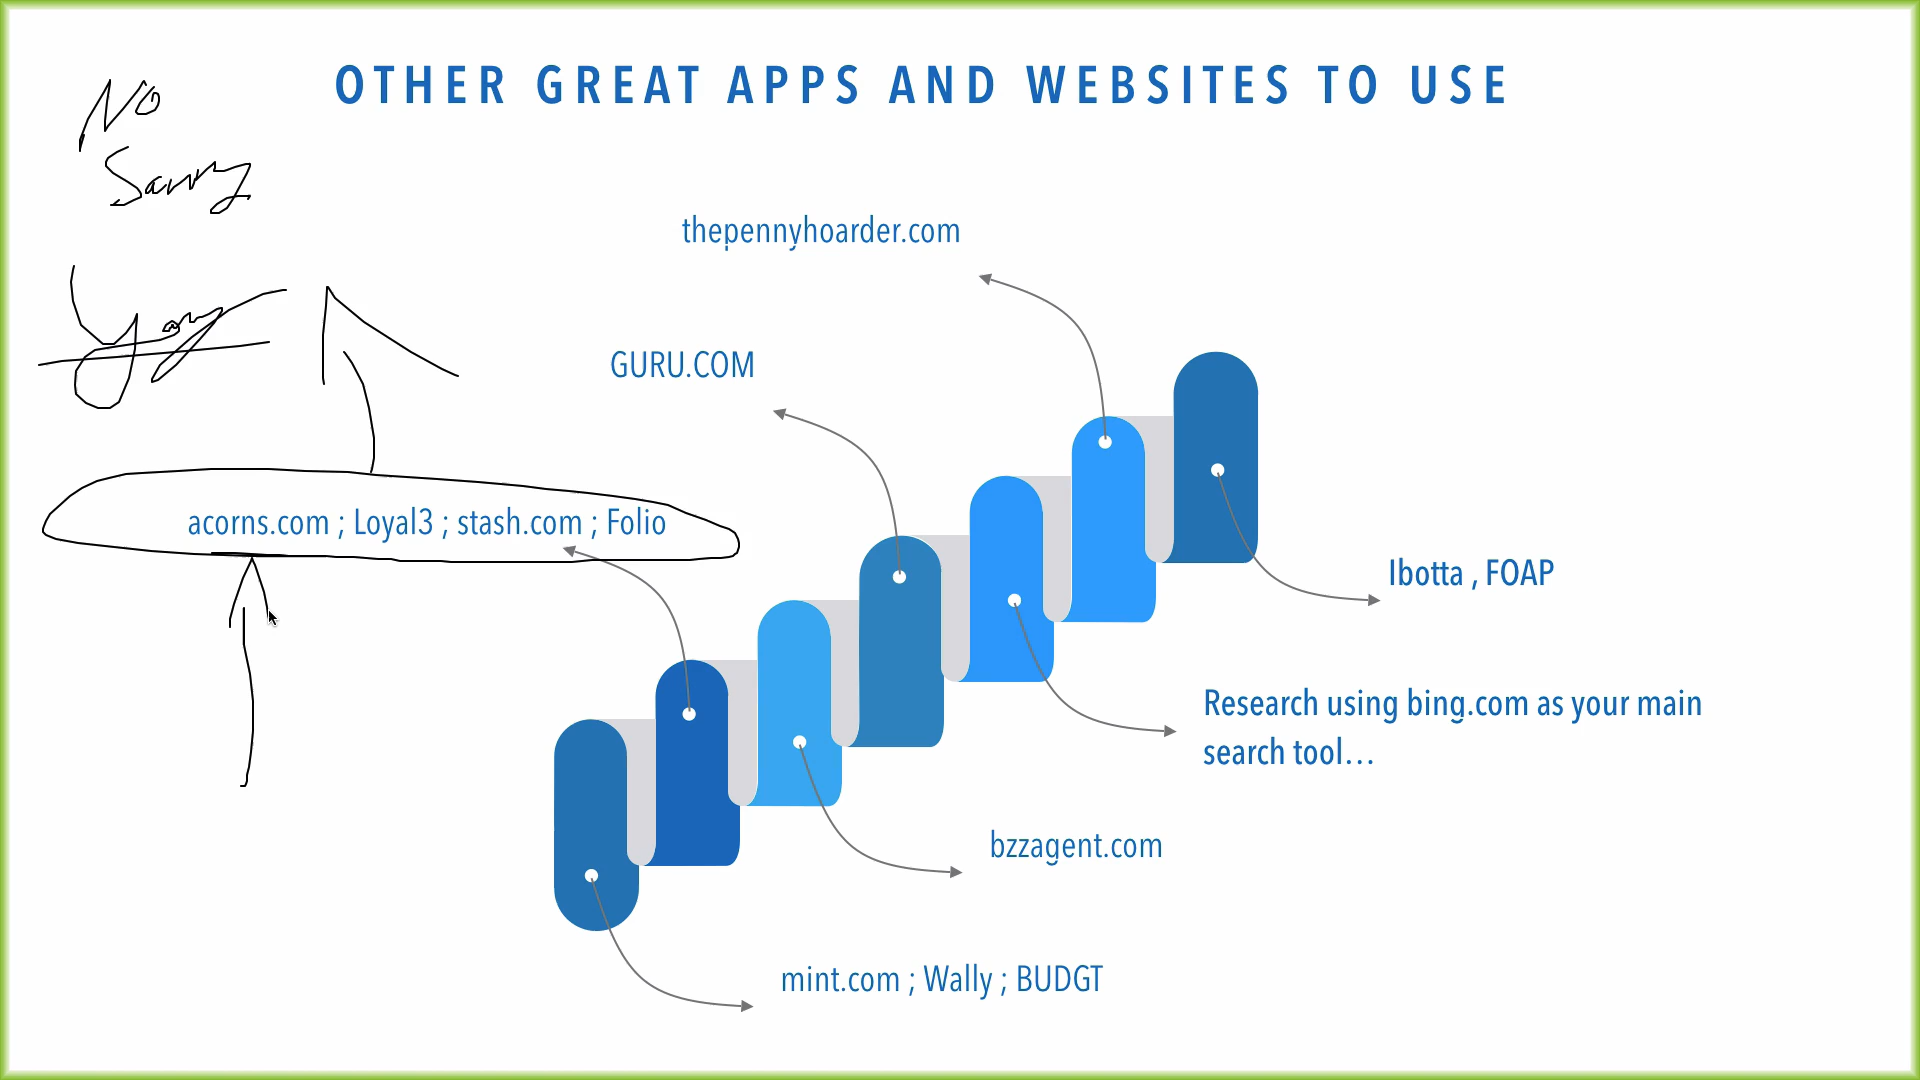 OTHER GREAT APPS AND WEBSITES TO USE
No
thepennyhoarder.com
GURU.COM
acorns.com ; Loyal3 ; stash.com ; Folio
Ibotta , FOAP
Research using bing.com as your main
search tool...
bzzagent.com
mint.com ; Wally ; BUDGT